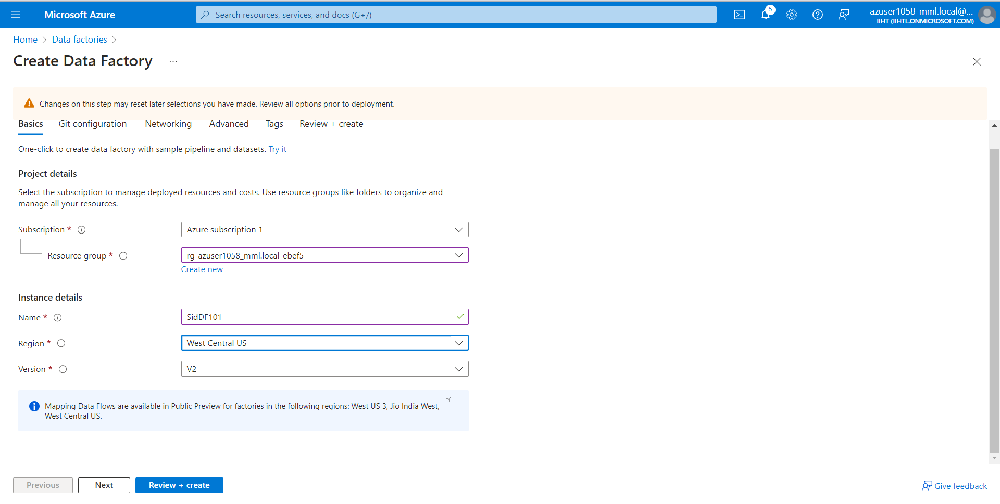 Microsoft Azure
Search resources, services, and docs (G+/)
5
azuser1058_mml.local@...
IIHT (IIHTL.ONMICROSOFT.COM)
Home > Data factories >
Create Data Factory ...
Changes on this step may reset later selections you have made. Review all options prior to deployment.
Basics Git configuration Networking Advanced Tags Review + create
One-click to create data factory with sample pipeline and datasets. Try it
Project details
Select the subscription to manage deployed resources and costs. Use resource groups like folders to organize and
manage all your resources.
Subscription * Azure subscription 1
Resource group * rg-azuser1058_mml.local-ebef5
Create new
Instance details
Name * SidDF101
Region * West Central US
Version * V2
Mapping Data Flows are available in Public Preview for factories in the following regions: West US 3, Jio India West,
West Central US.
Previous Next Review + create
Give feedback